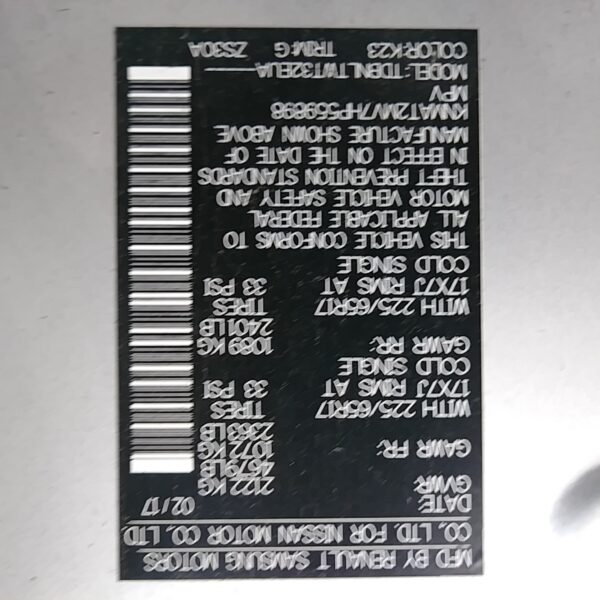 MFD BY RENAULT SAMSUNG MOTORS
CO., LTD. FOR NISSAN MOTOR CO., LTD.
DATE: 02/17
GVWR: 2122 KG
4679LB
GAWR FR: 1072 KG
2363LB
WITH 225/65R17 TIRES
17X7J RIMS AT 33 PSI
COLD SINGLE
GAWR RR: 1089 KG
2401LB
WITH 225/65R17 TIRES
17X7J RIMS AT 33 PSI
COLD SINGLE
THIS VEHICLE CONFORMS TO
ALL APPLICABLE FEDERAL
MOTOR VEHICLE SAFETY AND
THEFT PREVENTION STANDARDS
IN EFFECT ON THE DATE OF
MANUFACTURE SHOWN ABOVE
KNMAT2MV7HP559898
MPV
MODEL: TDBNLTWT32EUA
COLOR:K23 TRIM:G ZS30A